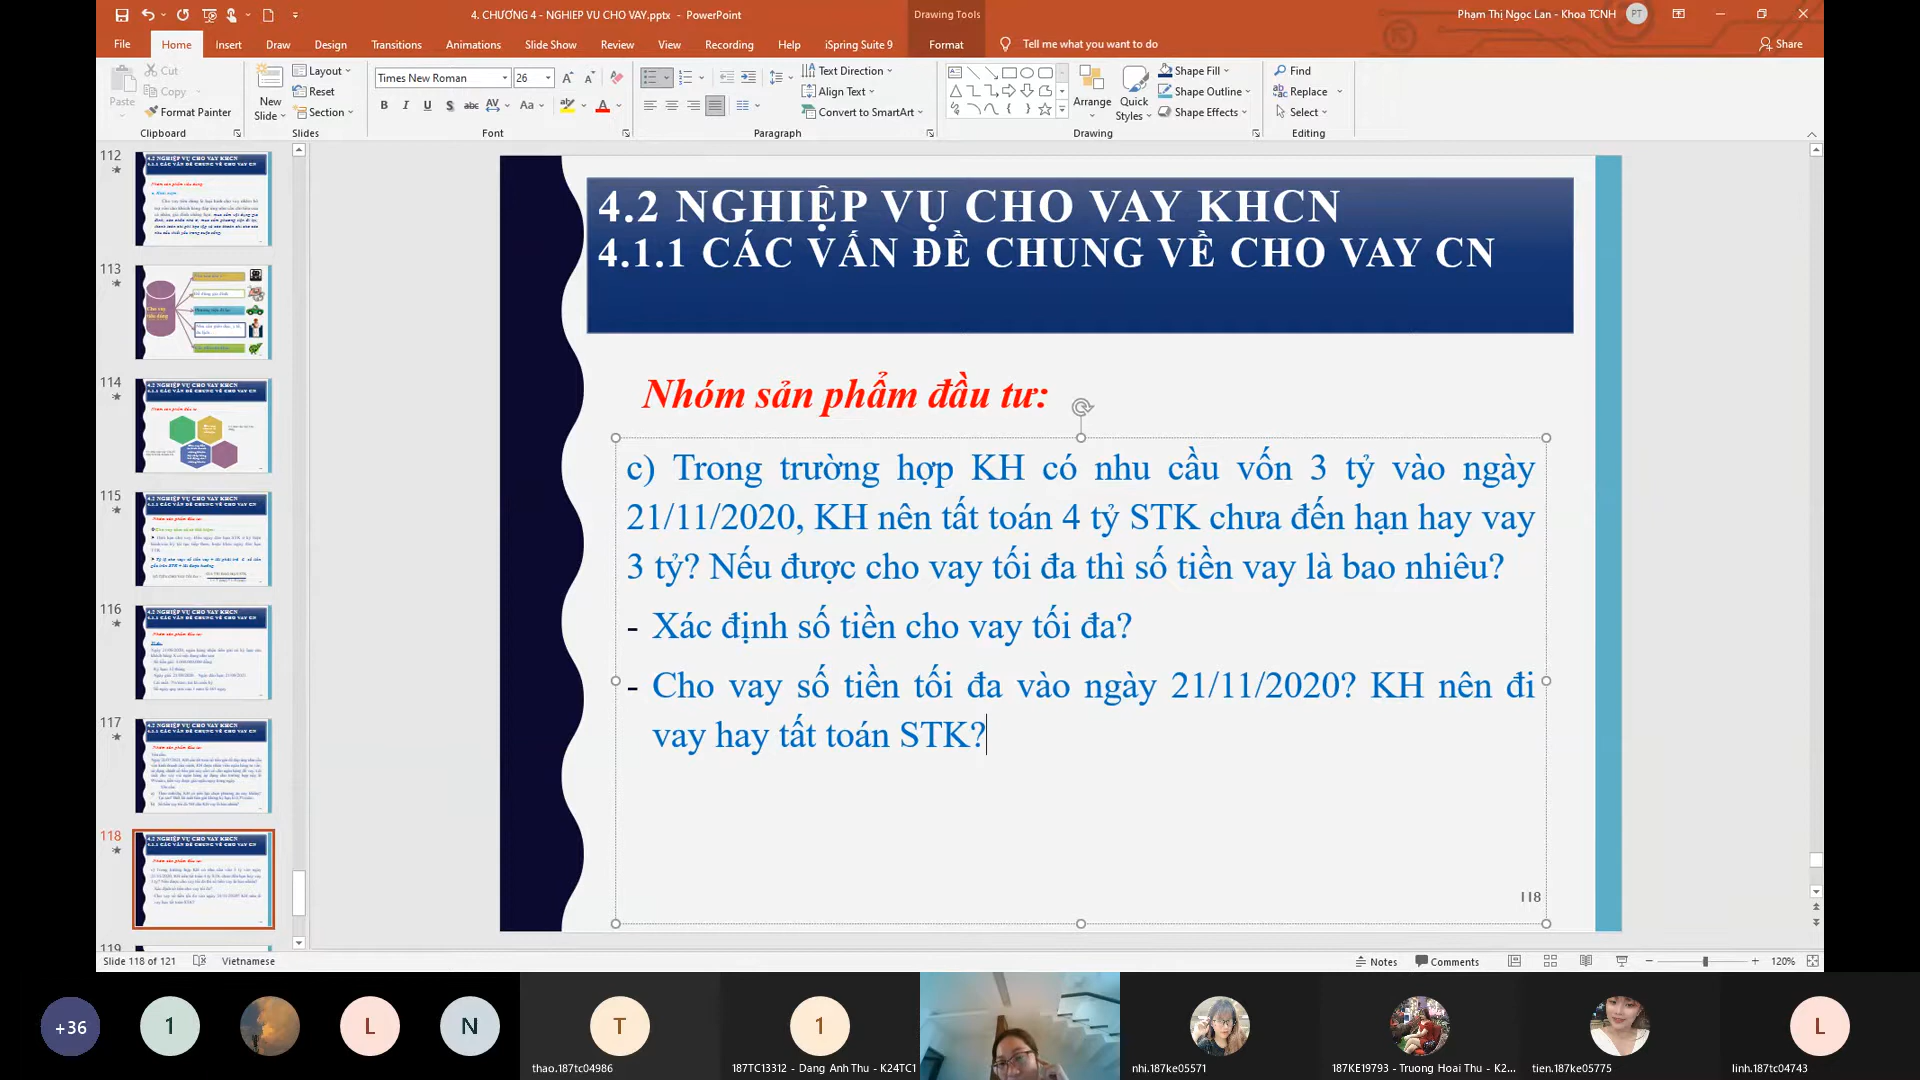 4. CHƯƠNG 4 - NGHIEP VU CHO VAY.pptx - PowerPoint
Drawing Tools
Phạm Thị Ngọc Lan - Khoa TCNH
PT
File
Home
Insert
Draw
Design
Transitions
Animations
Slide Show
Review
View
Recording
Help
iSpring Suite 9
Format
Tell me what you want to do
Share
Paste
Cut
Copy
Format Painter
Clipboard
New Slide
Layout
Reset
Section
Slides
Times New Roman
26
Font
Text Direction
Align Text
Convert to SmartArt
Paragraph
Arrange
Quick Styles
Shape Fill
Shape Outline
Shape Effects
Drawing
Find
Replace
Select
Editing
112
113
114
115
116
117
118
119
4.2 NGHIỆP VỤ CHO VAY KHCN
4.1.1 CÁC VẤN ĐỀ CHUNG VỀ CHO VAY CN
Nhóm sản phẩm đầu tư:
c) Trong trường hợp KH có nhu cầu vốn 3 tỷ vào ngày
21/11/2020, KH nên tất toán 4 tỷ STK chưa đến hạn hay vay
3 tỷ? Nếu được cho vay tối đa thì số tiền vay là bao nhiêu?
- Xác định số tiền cho vay tối đa?
- Cho vay số tiền tối đa vào ngày 21/11/2020? KH nên đi
vay hay tất toán STK?
118
Slide 118 of 121
Vietnamese
Notes
Comments
120%
+36
1
L
N
T
thao.187tc04986
1
187TC13312 - Dang Anh Thu - K24TC1
nhi.187ke05571
187KE19793 - Truong Hoai Thu - K2...
tien.187ke05775
L
linh.187tc04743